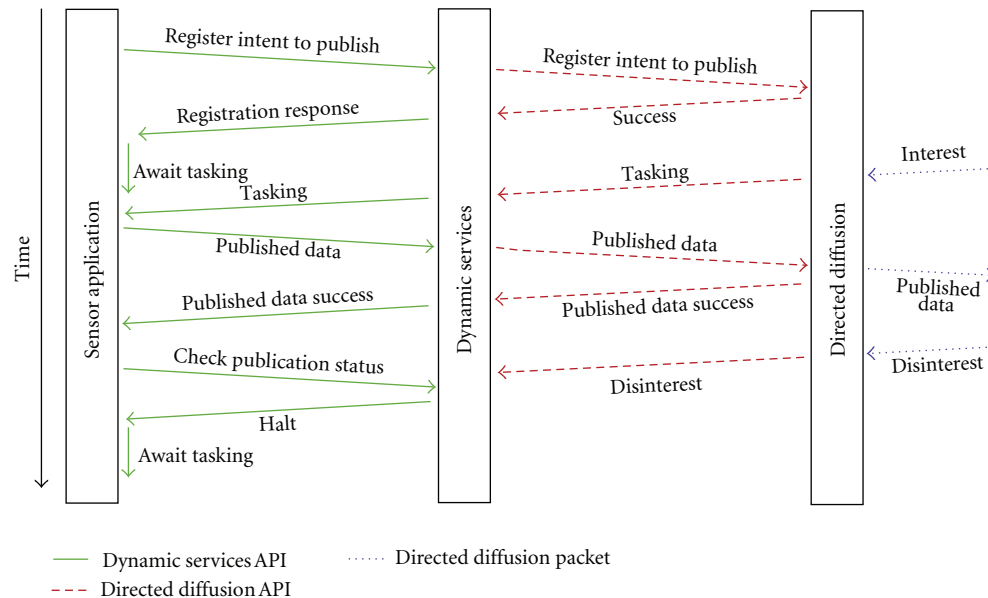 Register intent to publish
Register intent to publish
Registration response
Success
Interest
Await tasking
Tasking
Tasking
Published data
Published data
Published data success
Published data success
Published
data
Check publication status
Disinterest
Disinterest
Halt
Await tasking
Time
Sensor application
Dynamic services
Directed diffusion
Dynamic services API
Directed diffusion packet
Directed diffusion API